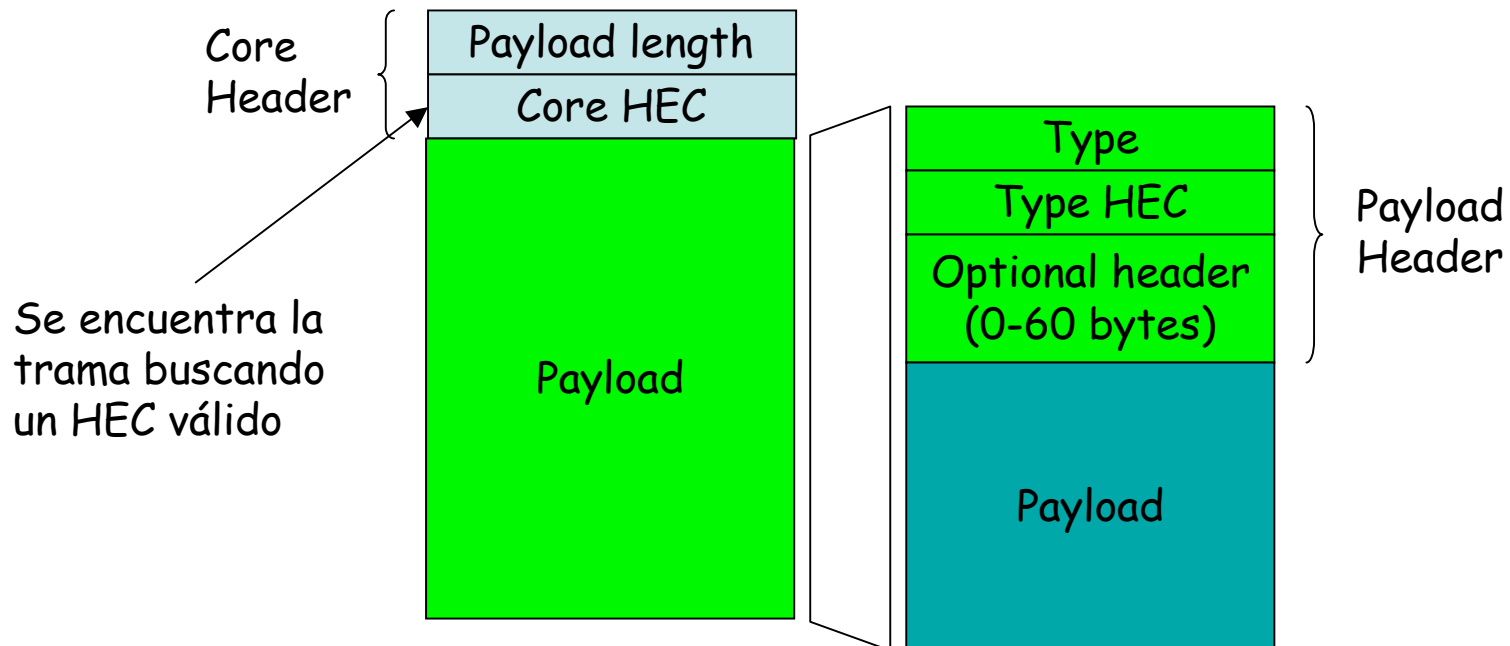 Core
Header
Payload length
Core HEC
Payload
Se encuentra la
trama buscando
un HEC válido
Type
Type HEC
Optional header
(0-60 bytes)
Payload
Payload
Header